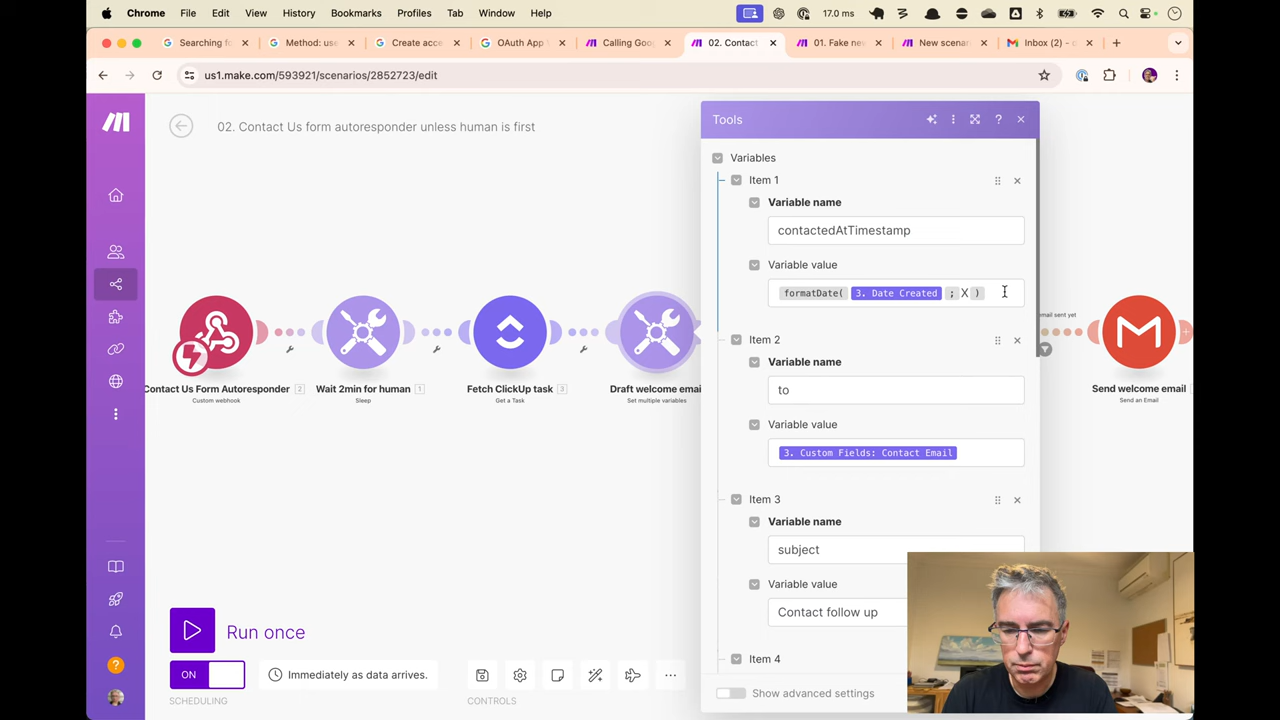 Chrome File Edit View History Bookmarks Profiles Tab Window Help 17.0 ms
Searching fo Method: use Create acce OAuth App V Calling Goo 02. Contact 01. Fake nee New scenar Inbox (2) - c
us1.make.com/593921/scenarios/2852723/edit
02. Contact Us form autoresponder unless human is first
Tools
Variables
Item 1
Variable name
contactedAtTimestamp
Variable value
formatDate( 3. Date Created ; X )
Item 2
Variable name
to
Variable value
3. Custom Fields: Contact Email
Item 3
Variable name
subject
Variable value
Contact follow up
Item 4
Show advanced settings
Contact Us Form Autoresponder 2
Custom webhook
Wait 2min for human 1
Sleep
Fetch ClickUp task 3
Get a Task
Draft welcome emai
Set multiple variables
email sent yet
Send welcome email
Send an Email
Run once
ON
Immediately as data arrives.
SCHEDULING
CONTROLS